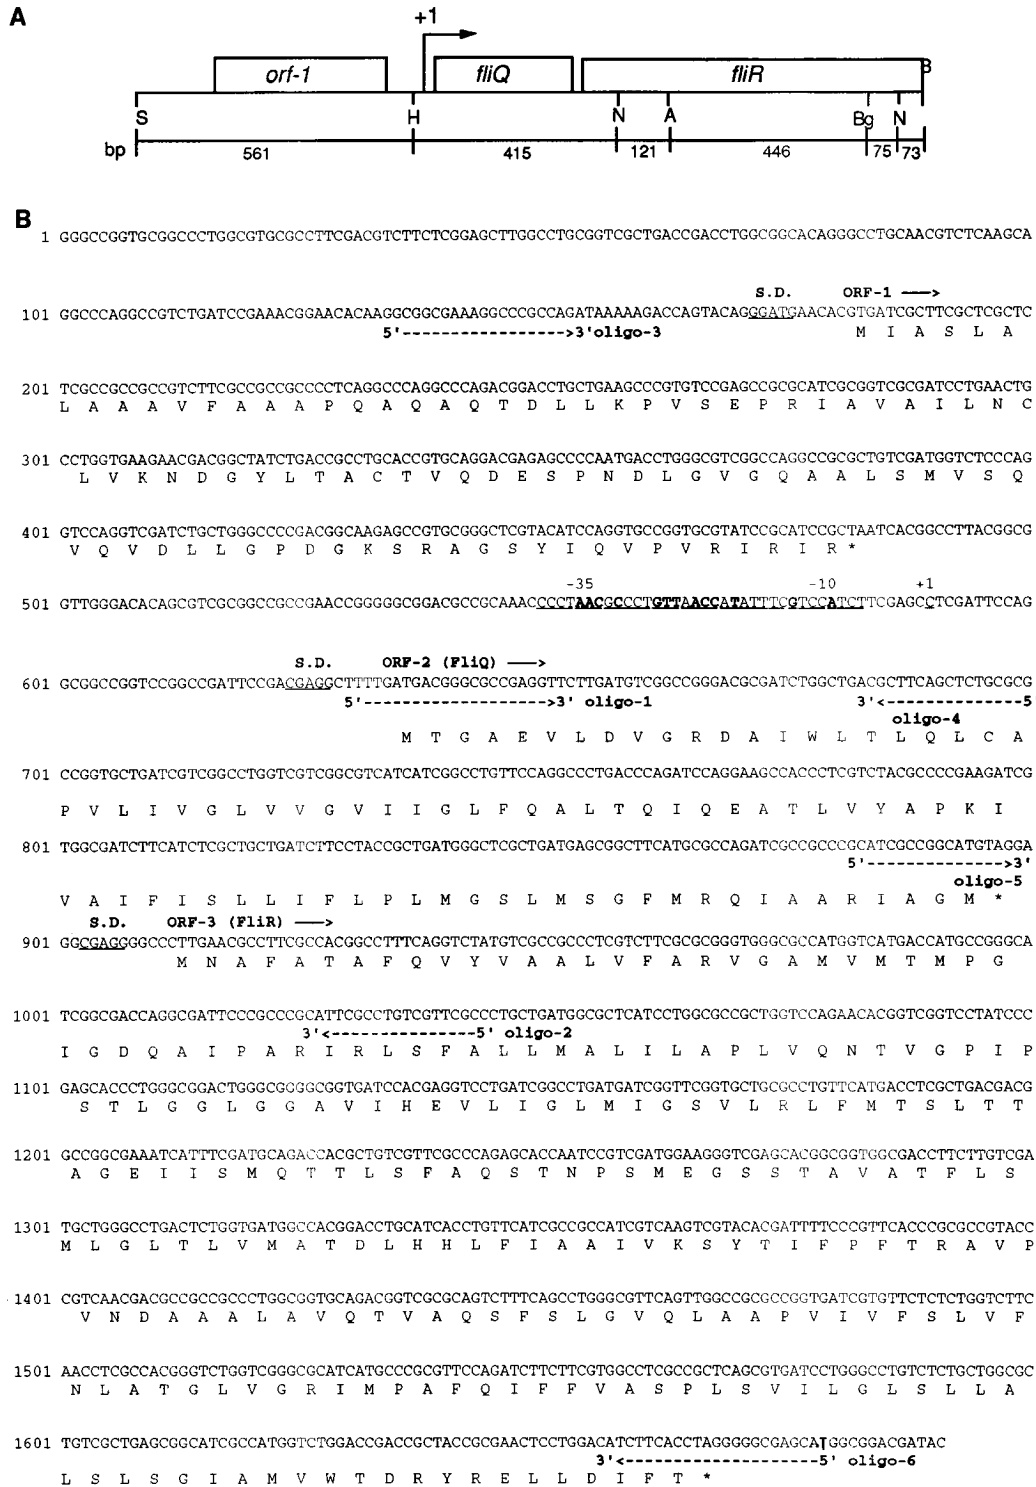 A
+1
orf-1 fliQ fliR B
S H N A Bg N
bp 561 415 121 446 75 73
B
1 GGGCCGGTGCGGCCCTGGCGTGCGCCTTCGACGTCTTCTCGGAGCTTGGCCTGCGGTCGCTGACCGACCTGGCGGCACAGGGCCTGCAACGTCTCAAGCA
S.D. ORF-1 —>
101 GGCCCAGGCCGTCTGATCCGAAACGGAACACAAGGCGGCGAAAGGCCCGCCAGATAAAAAGACCAGTACAGGGATGAACACGTGATCGCTTCGCTCGCTC
5'------------------>3'oligo-3 M I A S L A
201 TCGCCGCCGCCGTCTTCGCCGCCGCCCCTCAGGCCCAGGCCCAGACGGACCTGCTGAAGCCCGTGTCCGAGCCGCGCATCGCGGTCGCGATCCTGAACTG
L A A A V F A A A P Q A Q A Q T D L L K P V S E P R I A V A I L N C
301 CCTGGTGAAGAACGACGGCTATCTGACCGCCTGCACCGTGCAGGACGAGAGCCCCAATGACCTGGGCGTCGGCCAGGCCGCGCTGTCGATGGTCTCCCAG
L V K N D G Y L T A C T V Q D E S P N D L G V G Q A A L S M V S Q
401 GTCCAGGTCGATCTGCTGGGCCCCGACGGCAAGAGCCGTGCGGGCTCGTACATCCAGGTGCCGGTGCGTATCCGCATCCGCTAATCACGGCCTTACGGCG
V Q V D L L G P D G K S R A G S Y I Q V P V R I R I R *
-35 -10 +1
501 GTTGGGACACAGCGTCGCGGCCGCCGAACCGGGGGCGGACGCCGCAAACCCCTAACGCCCTGTTAACCATATTTCGTCCATCTTCGAGCCTCGATTCCAG
S.D. ORF-2 (FliQ) —>
601 GCGGCCGGTCCGGCCGATTCCGACGAGGCTTTTGATGACGGGCGCCGAGGTTCTTGATGTCGGCCGGGACGCGATCTGGCTGACGCTTCAGCTCTGCGCG
5'------------------>3' oligo-1 3'<--------------5
oligo-4
M T G A E V L D V G R D A I W L T L Q L C A
701 CCGGTGCTGATCGTCGGCCTGGTCGTCGGCGTCATCATCGGCCTGTTCCAGGCCCTGACCCAGATCCAGGAAGCCACCCTCGTCTACGCCCCGAAGATCG
P V L I V G L V V G V I I G L F Q A L T Q I Q E A T L V Y A P K I
801 TGGCGATCTTCATCTCGCTGCTGATCTTCCTACCGCTGATGGGCTCGCTGATGAGCGGCTTCATGCGCCAGATCGCCGCCCGCATCGCCGGCATGTAGGA
5'-------------->3'
oligo-5
V A I F I S L L I F L P L M G S L M S G F M R Q I A A R I A G M *
S.D. ORF-3 (FliR) —>
901 GGCGAGGGGCCCTTGAACGCCTTCGCCACGGCCTTTCAGGTCTATGTCGCCGCCCTCGTCTTCGCGCGGGTGGGCGCCATGGTCATGACCATGCCGGGCA
M N A F A T A F Q V Y V A A L V F A R V G A M V M T M P G
1001 TCGGCGACCAGGCGATTCCCGCCCGCATTCGCCTGTCGTTCGCCCTGCTGATGGCGCTCATCCTGGCGCCGCTGGTCCAGAACACGGTCGGTCCTATCCC
3'<--------------5' oligo-2
I G D Q A I P A R I R L S F A L L M A L I L A P L V Q N T V G P I P
1101 GAGCACCCTGGGCGGACTGGGCGGGGCGGTGATCCACGAGGTCCTGATCGGCCTGATGATCGGTTCGGTGCTGCGCCTGTTCATGACCTCGCTGACGACG
S T L G G L G G A V I H E V L I G L M I G S V L R L F M T S L T T
1201 GCCGGCGAAATCATTTCGATGCAGACCACGCTGTCGTTCGCCCAGAGCACCAATCCGTCGATGGAAGGGTCGAGCACGGCGGTGGCGACCTTCTTGTCGA
A G E I I S M Q T T L S F A Q S T N P S M E G S S T A V A T F L S
1301 TGCTGGGCCTGACTCTGGTGATGGCCACGGACCTGCATCACCTGTTCATCGCCGCCATCGTCAAGTCGTACACGATTTTCCCGTTCACCCGCGCCGTACC
M L G L T L V M A T D L H H L F I A A I V K S Y T I F P F T R A V P
1401 CGTCAACGACGCCGCCGCCCTGGCGGTGCAGACGGTCGCGCAGTCTTTCAGCCTGGGCGTTCAGTTGGCCGCGCCGGTGATCGTGTTCTCTCTGGTCTTC
V N D A A A L A V Q T V A Q S F S L G V Q L A A P V I V F S L V F
1501 AACCTCGCCACGGGTCTGGTCGGGCGCATCATGCCCGCGTTCCAGATCTTCTTCGTGGCCTCGCCGCTCAGCGTGATCCTGGGCCTGTCTCTGCTGGCGC
N L A T G L V G R I M P A F Q I F F V A S P L S V I L G L S L L A
1601 TGTCGCTGAGCGGCATCGCCATGGTCTGGACCGACCGCTACCGCGAACTCCTGGACATCTTCACCTAGGGGGCGAGCATGGCGGACGATAC
3'<-------------------5' oligo-6
L S L S G I A M V W T D R Y R E L L D I F T *